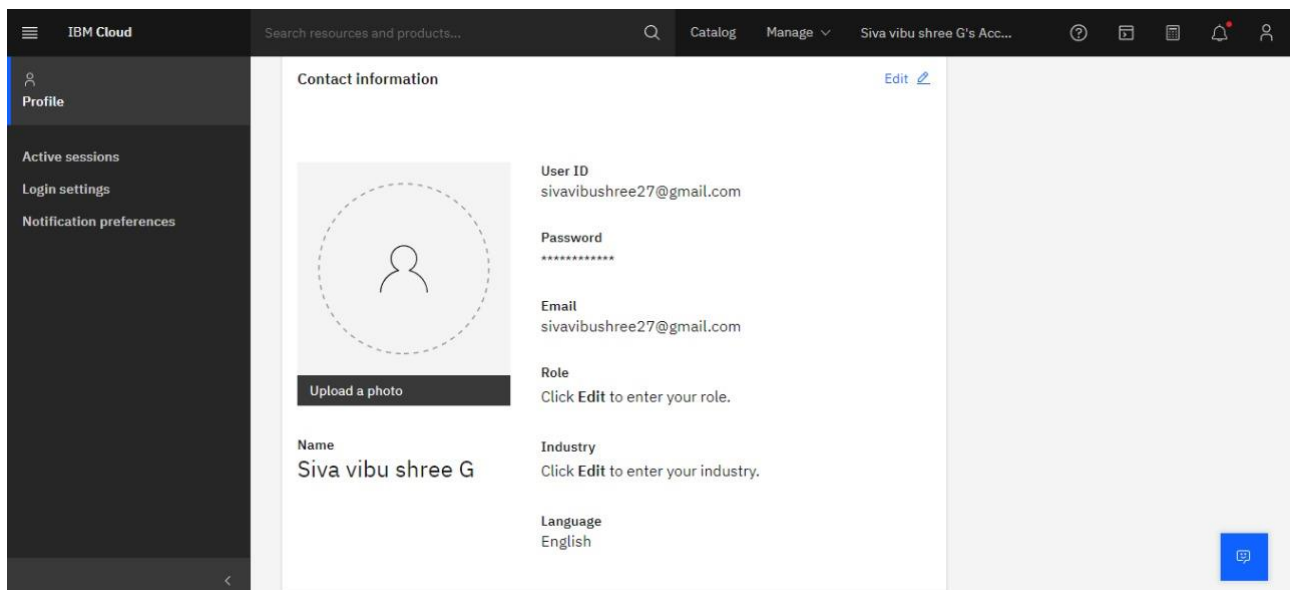 IBM Cloud
Search resources and products...
Catalog
Manage
Siva vibu shree G's Acc...
Profile
Active sessions
Login settings
Notification preferences
Contact information
Edit
Upload a photo
Name
Siva vibu shree G
User ID
sivavibushree27@gmail.com
Password
************
Email
sivavibushree27@gmail.com
Role
Click Edit to enter your role.
Industry
Click Edit to enter your industry.
Language
English